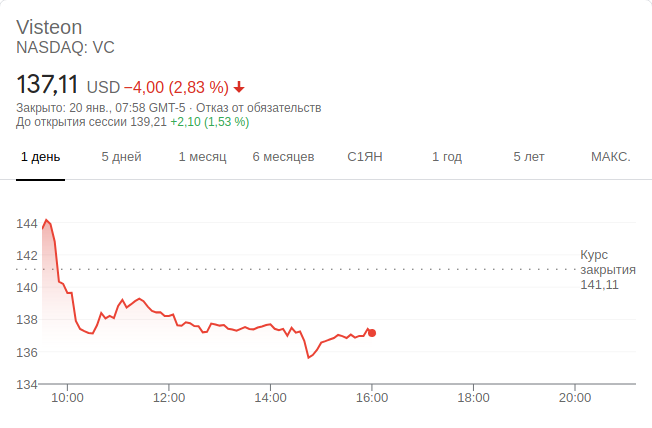 Visteon
NASDAQ: VC
137,11 USD −4,00 (2,83 %)
Закрыто: 20 янв., 07:58 GMT-5 · Отказ от обязательств
До открытия сессии 139,21 +2,10 (1,53 %)
1 день 5 дней 1 месяц 6 месяцев С1ЯН 1 год 5 лет МАКС.
144
142
140
138
136
134
Курс
закрытия
141,11
10:00 12:00 14:00 16:00 18:00 20:00